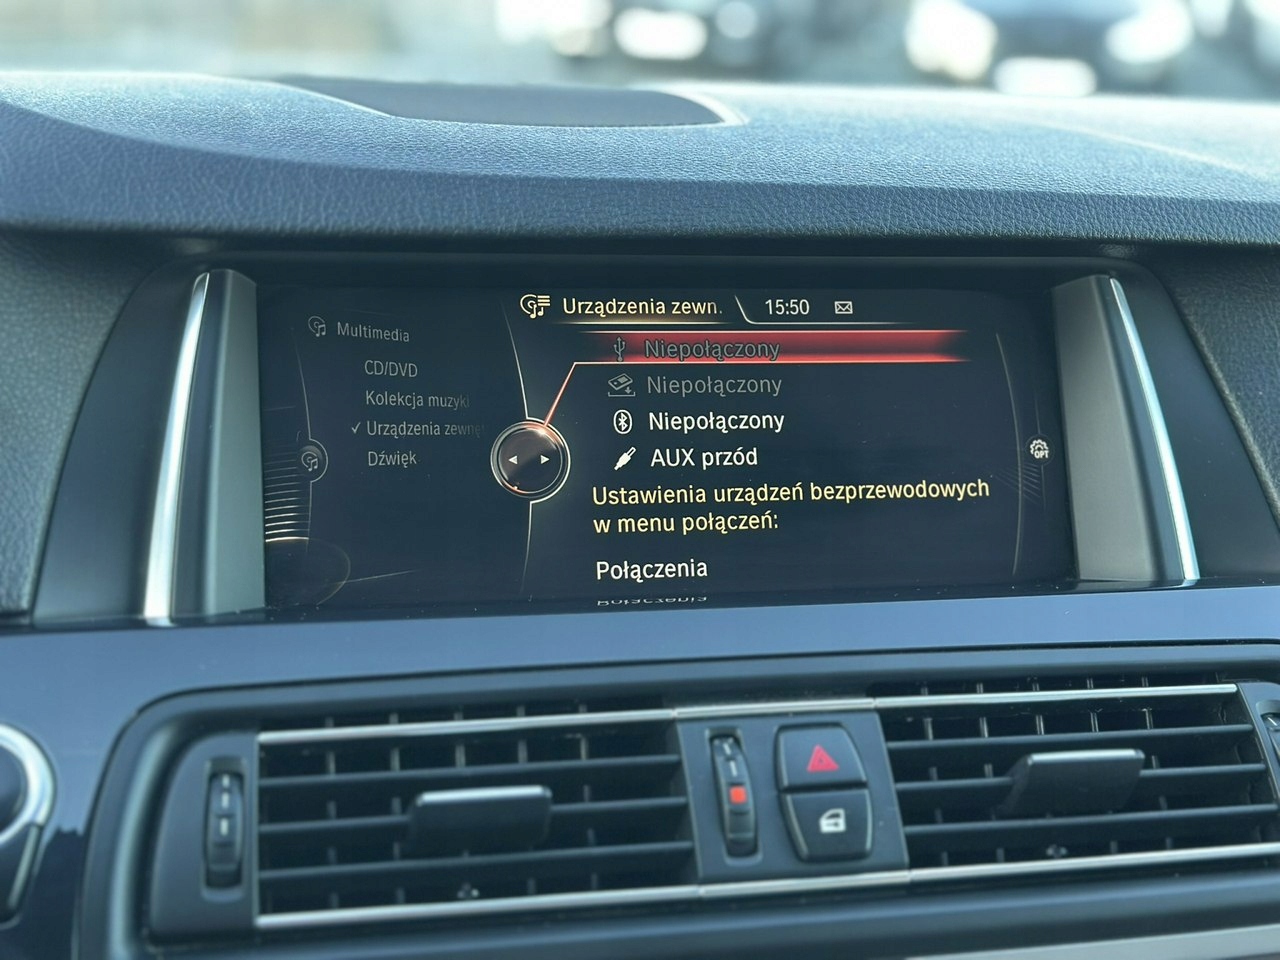 Urządzenia zewn.
15:50
Multimedia
CD/DVD
Kolekcja muzyki
✓ Urządzenia zewnęt
Dźwięk
Niepołączony
Niepołączony
Niepołączony
AUX przód
Ustawienia urządzeń bezprzewodowych
w menu połączeń:
Połączenia
OPT